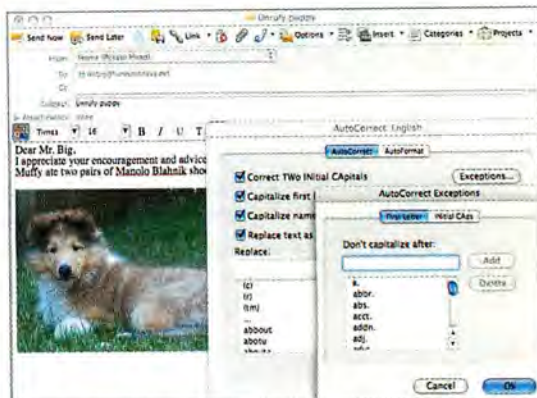 Unruly puppy
Send Now Send Later Link Options Insert Categories Projects
From:
To:
Cc:
Subject: Unruly puppy
Times 16 B I U T
Dear Mr. Big,
I appreciate your encouragement and advice
Muffy ate two pairs of Manolo Blahnik sho
AutoCorrect: English
AutoCorrect AutoFormat
Correct TWo INitial CApitals Exceptions...
Capitalize first
Capitalize name
Replace text as
Replace:
(c)
(r)
(tm)
...
abbout
abotu
AutoCorrect Exceptions
First Letter INitial CAps
Don't capitalize after:
Add
Delete
a.
abbr.
abs.
acct.
addn.
adj.
Cancel OK